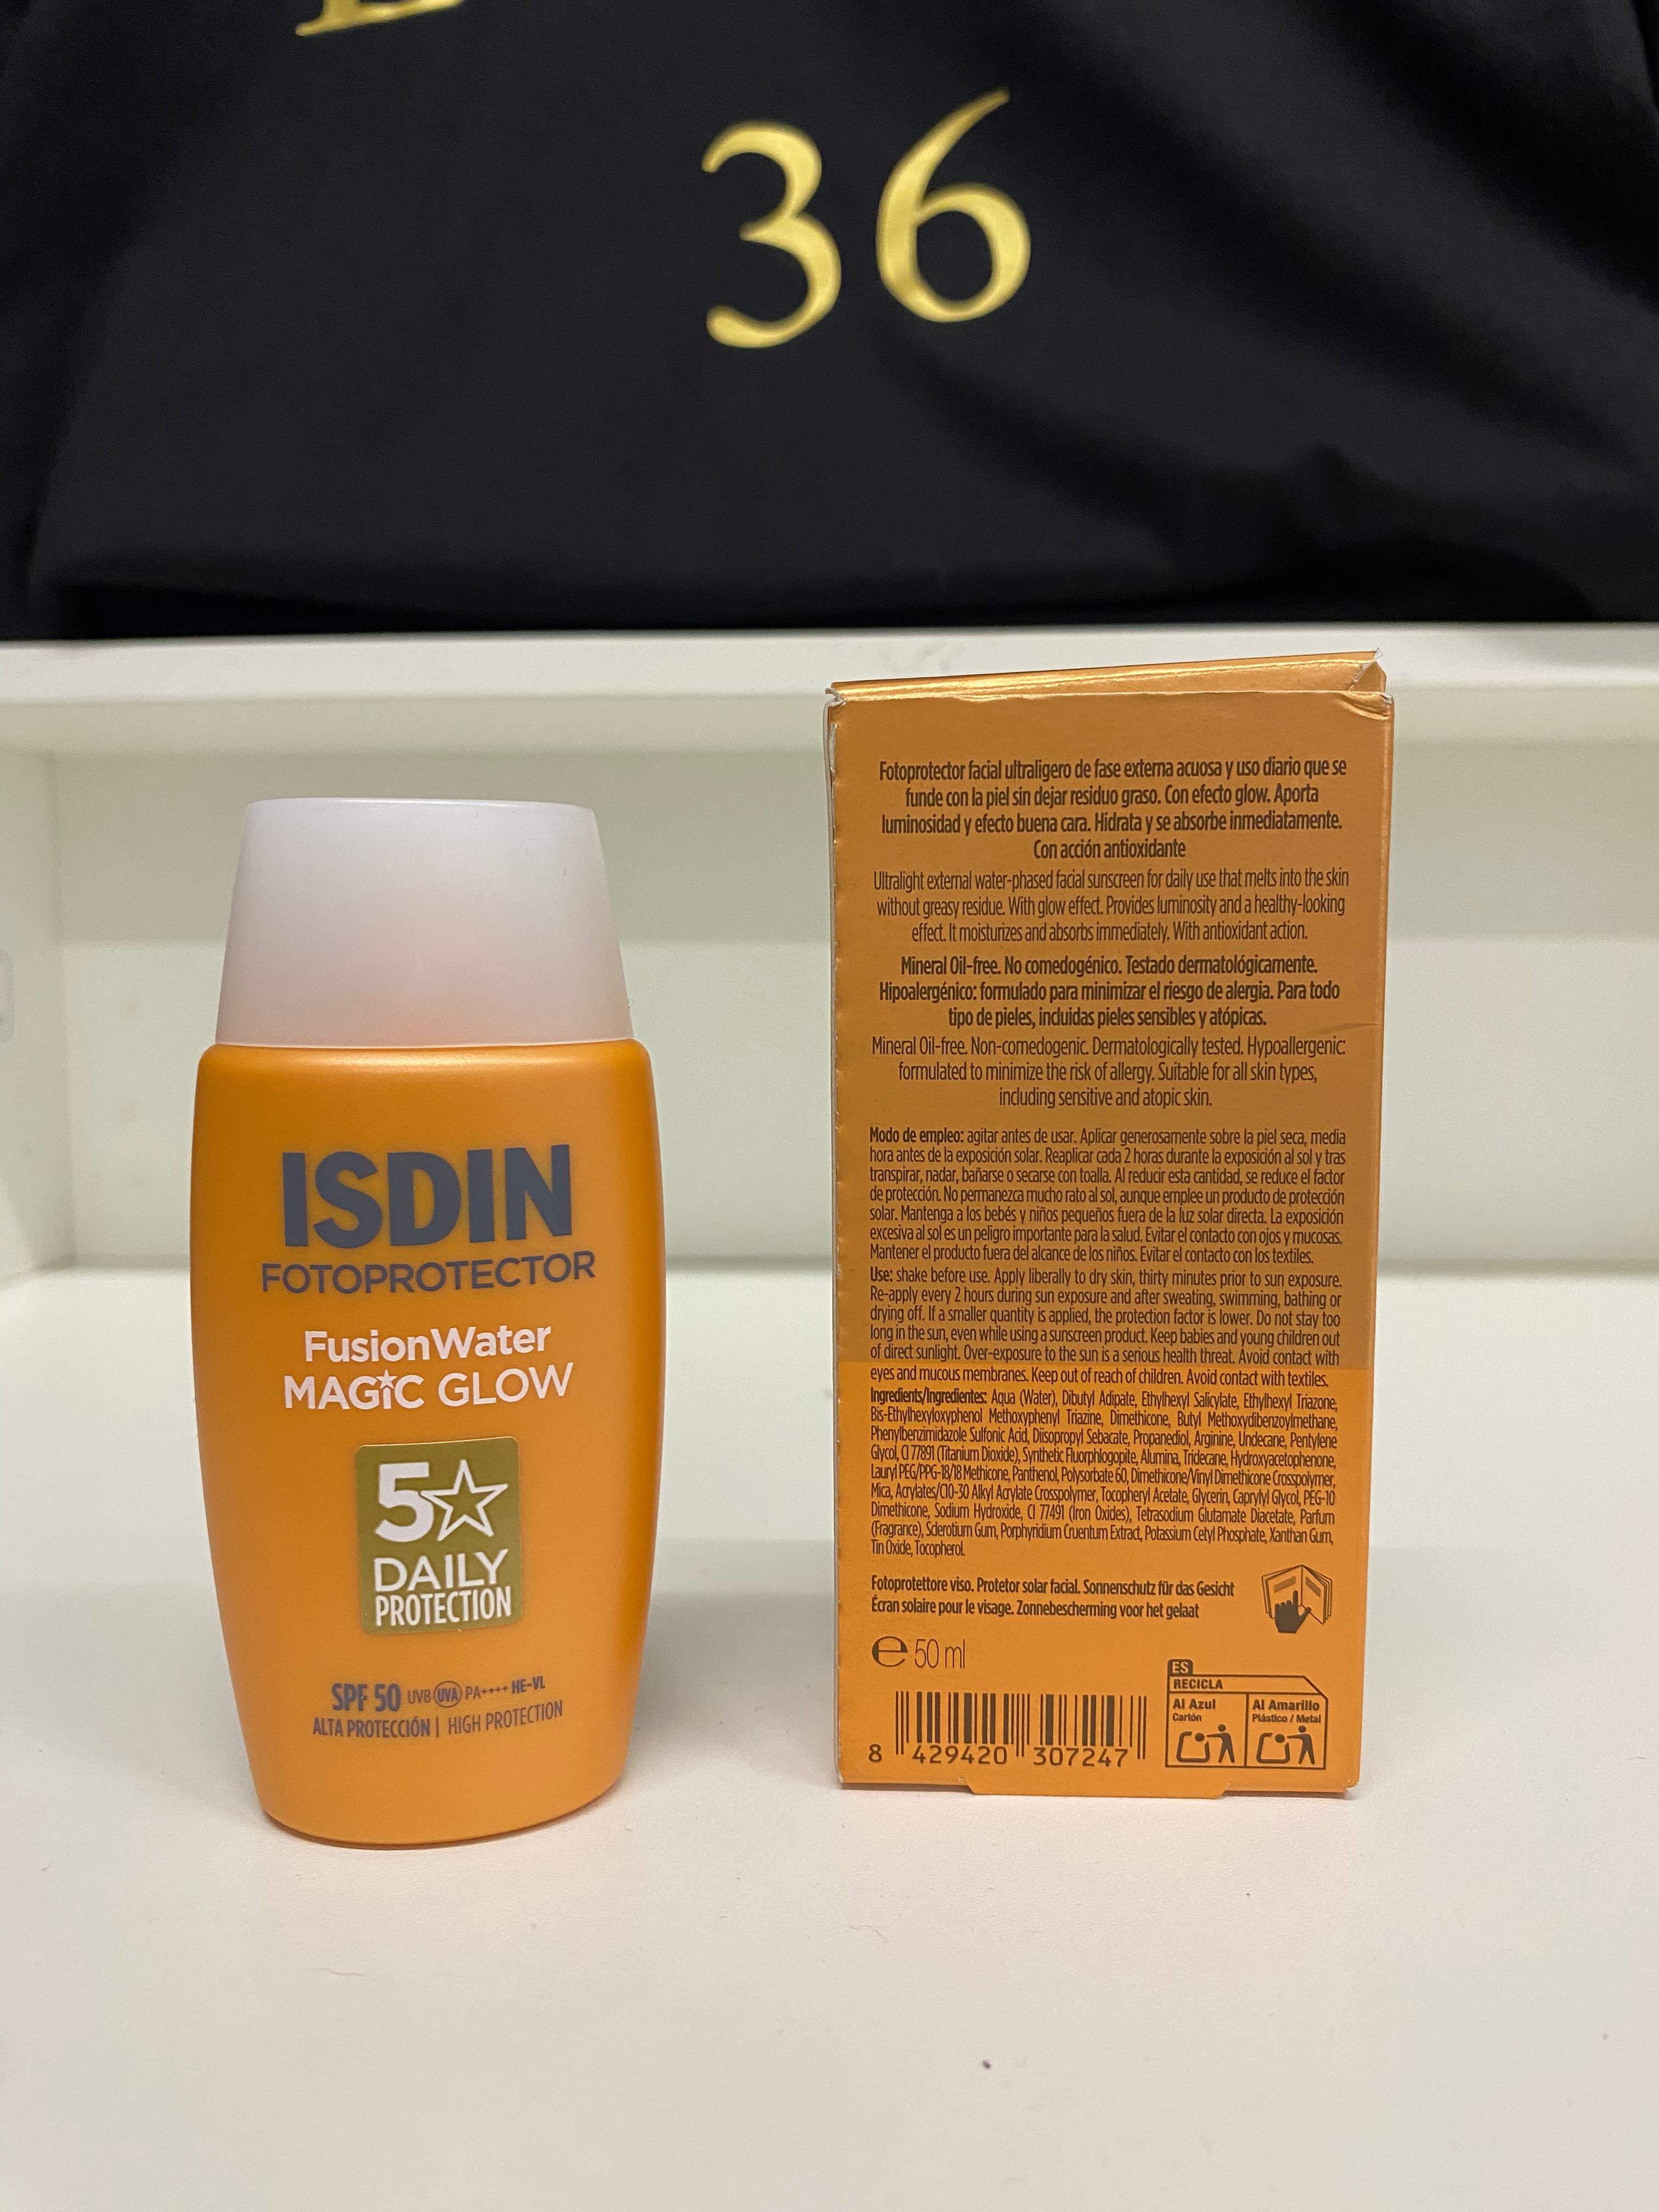 36
ISDIN
FOTOPROTECTOR
FusionWater
MAGiC GLOW
5
DAILY
PROTECTION
SPF 50 UVB UVA PA++++ HE-VL
ALTA PROTECCIÓN | HIGH PROTECTION
Fotoprotector facial ultraligero de fase externa acuosa y uso diario que se
funde con la piel sin dejar residuo graso. Con efecto glow. Aporta
luminosidad y efecto buena cara. Hidrata y se absorbe inmediatamente.
Con acción antioxidante
Ultralight external water-phased facial sunscreen for daily use that melts into the skin
without greasy residue. With glow effect. Provides luminosity and a healthy-looking
effect. It moisturizes and absorbs immediately. With antioxidant action.
Mineral Oil-free. No comedogénico. Testado dermatológicamente.
Hipoalergénico: formulado para minimizar el riesgo de alergia. Para todo
tipo de pieles, incluidas pieles sensibles y atópicas.
Mineral Oil-free. Non-comedogenic. Dermatologically tested. Hypoallergenic:
formulated to minimize the risk of allergy. Suitable for all skin types,
including sensitive and atopic skin.
Modo de empleo: agitar antes de usar. Aplicar generosamente sobre la piel seca, media
hora antes de la exposición solar. Reaplicar cada 2 horas durante la exposición al sol y tras
transpirar, nadar, bañarse o secarse con toalla. Al reducir esta cantidad, se reduce el factor
de protección. No permanezca mucho rato al sol, aunque emplee un producto de protección
solar. Mantenga a los bebés y niños pequeños fuera de la luz solar directa. La exposición
excesiva al sol es un peligro importante para la salud. Evitar el contacto con ojos y mucosas.
Mantener el producto fuera del alcance de los niños. Evitar el contacto con los textiles.
Use: shake before use. Apply liberally to dry skin, thirty minutes prior to sun exposure.
Re-apply every 2 hours during sun exposure and after sweating, swimming, bathing or
drying off. If a smaller quantity is applied, the protection factor is lower. Do not stay too
long in the sun, even while using a sunscreen product. Keep babies and young children out
of direct sunlight. Over-exposure to the sun is a serious health threat. Avoid contact with
eyes and mucous membranes. Keep out of reach of children. Avoid contact with textiles.
Ingredients/Ingredientes: Aqua (Water), Dibutyl Adipate, Ethylhexyl Salicylate, Ethylhexyl Triazone,
Bis-Ethylhexyloxyphenol Methoxyphenyl Triazine, Dimethicone, Butyl Methoxydibenzoylmethane,
Phenylbenzimidazole Sulfonic Acid, Diisopropyl Sebacate, Propanediol, Arginine, Undecane, Pentylene
Glycol, CI 77891 (Titanium Dioxide), Synthetic Fluorphlogopite, Alumina, Tridecane, Hydroxyacetophenone,
Lauryl PEG/PPG-18/18 Methicone, Panthenol, Polysorbate 60, Dimethicone/Vinyl Dimethicone Crosspolymer,
Mica, Acrylates/C10-30 Alkyl Acrylate Crosspolymer, Tocopheryl Acetate, Glycerin, Caprylyl Glycol, PEG-10
Dimethicone, Sodium Hydroxide, CI 77491 (Iron Oxides), Tetrasodium Glutamate Diacetate, Parfum
(Fragrance), Sclerotium Gum, Porphyridium Cruentum Extract, Potassium Cetyl Phosphate, Xanthan Gum,
Tin Oxide, Tocopherol.
Fotoprotettore viso. Protetor solar facial. Sonnenschutz für das Gesicht
Écran solaire pour le visage. Zonnebescherming voor het gelaat
e 50 ml
ES
RECICLA
Al Azul
Cartón
Al Amarillo
Plástico / Metal
8 429420 307247